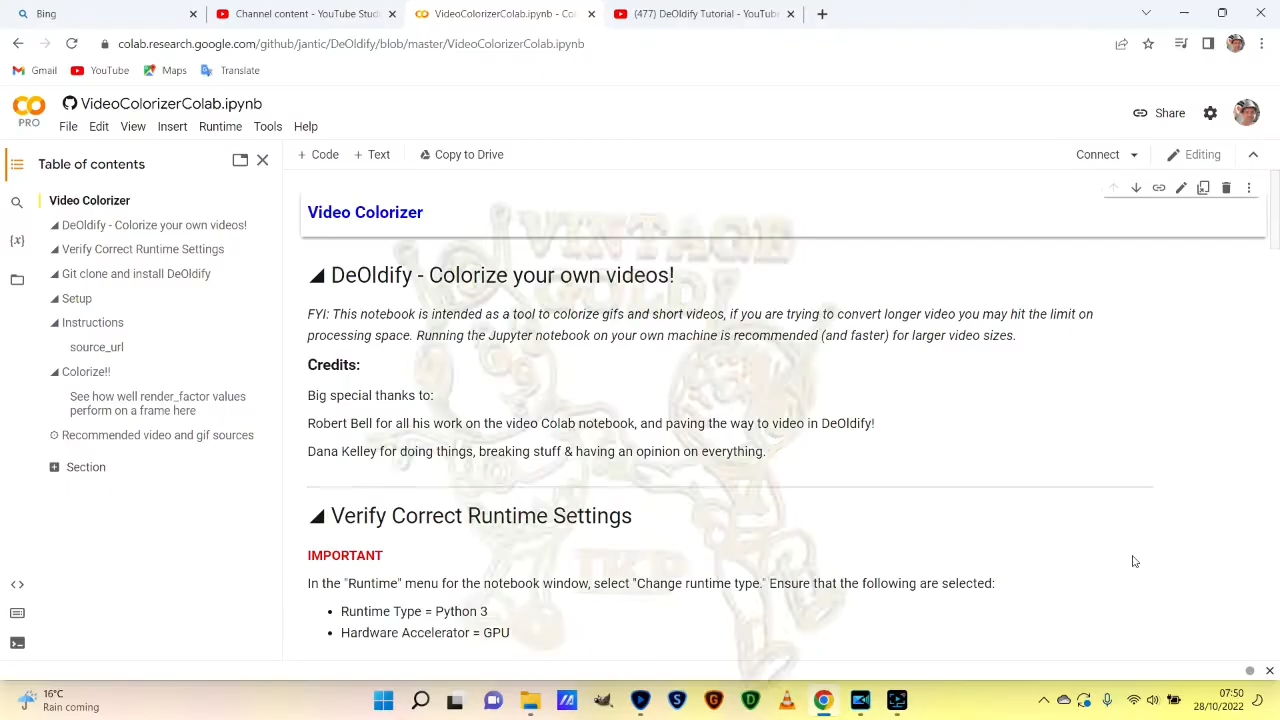 Bing
Channel content - YouTube Stud
VideoColorizerColab.ipynb - Col
(477) DeOldify Tutorial - YouTube
colab.research.google.com/github/jantic/DeOldify/blob/master/VideoColorizerColab.ipynb
Gmail
YouTube
Maps
Translate
PRO
VideoColorizerColab.ipynb
File
Edit
View
Insert
Runtime
Tools
Help
Share
Table of contents
+ Code
+ Text
Copy to Drive
Connect
Editing
Video Colorizer
DeOldify - Colorize your own videos!
Verify Correct Runtime Settings
Git clone and install DeOldify
Setup
Instructions
source_url
Colorize!!
See how well render_factor values
perform on a frame here
Recommended video and gif sources
Section
Video Colorizer
VINTAGE
GOLD
◢ DeOldify - Colorize your own videos!
FYI: This notebook is intended as a tool to colorize gifs and short videos, if you are trying to convert longer video you may hit the limit on
processing space. Running the Jupyter notebook on your own machine is recommended (and faster) for larger video sizes.
Credits:
Big special thanks to:
Robert Bell for all his work on the video Colab notebook, and paving the way to video in DeOldify!
Dana Kelley for doing things, breaking stuff & having an opinion on everything.
◢ Verify Correct Runtime Settings
IMPORTANT
In the "Runtime" menu for the notebook window, select "Change runtime type." Ensure that the following are selected:
• Runtime Type = Python 3
• Hardware Accelerator = GPU
16°C
Rain coming
07:50
28/10/2022